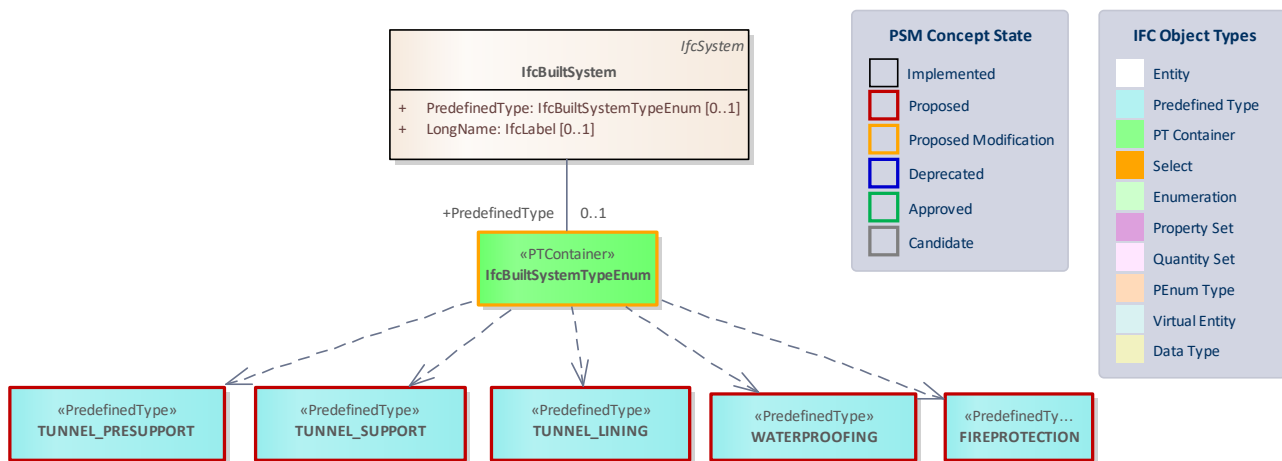 IfcSystem
IfcBuiltSystem
+ PredefinedType: IfcBuiltSystemTypeEnum [0..1]
+ LongName: IfcLabel [0..1]
+PredefinedType 0..1
«PTContainer»
IfcBuiltSystemTypeEnum
«PredefinedType»
TUNNEL_PRESUPPORT
«PredefinedType»
TUNNEL_SUPPORT
«PredefinedType»
TUNNEL_LINING
«PredefinedType»
WATERPROOFING
«PredefinedTy...
FIREPROTECTION
PSM Concept State
Implemented
Proposed
Proposed Modification
Deprecated
Approved
Candidate
IFC Object Types
Entity
Predefined Type
PT Container
Select
Enumeration
Property Set
Quantity Set
PEnum Type
Virtual Entity
Data Type